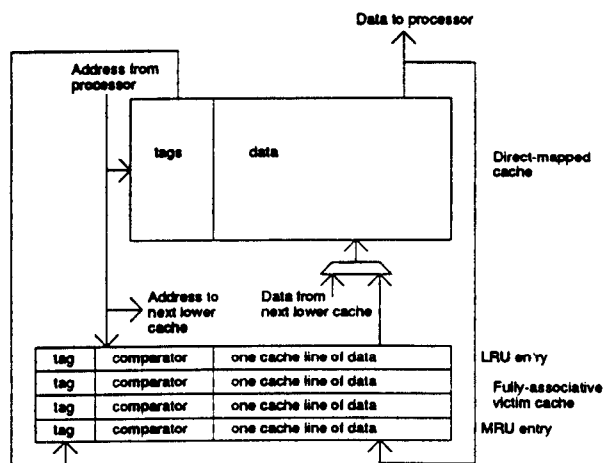 Data to processor
Address from
processor
tags data
Direct-mapped
cache
Address to
next lower
cache
Data from
next lower cache
tag comparator one cache line of data LRU entry
tag comparator one cache line of data
Fully-associative
victim cache
tag comparator one cache line of data
tag comparator one cache line of data MRU entry